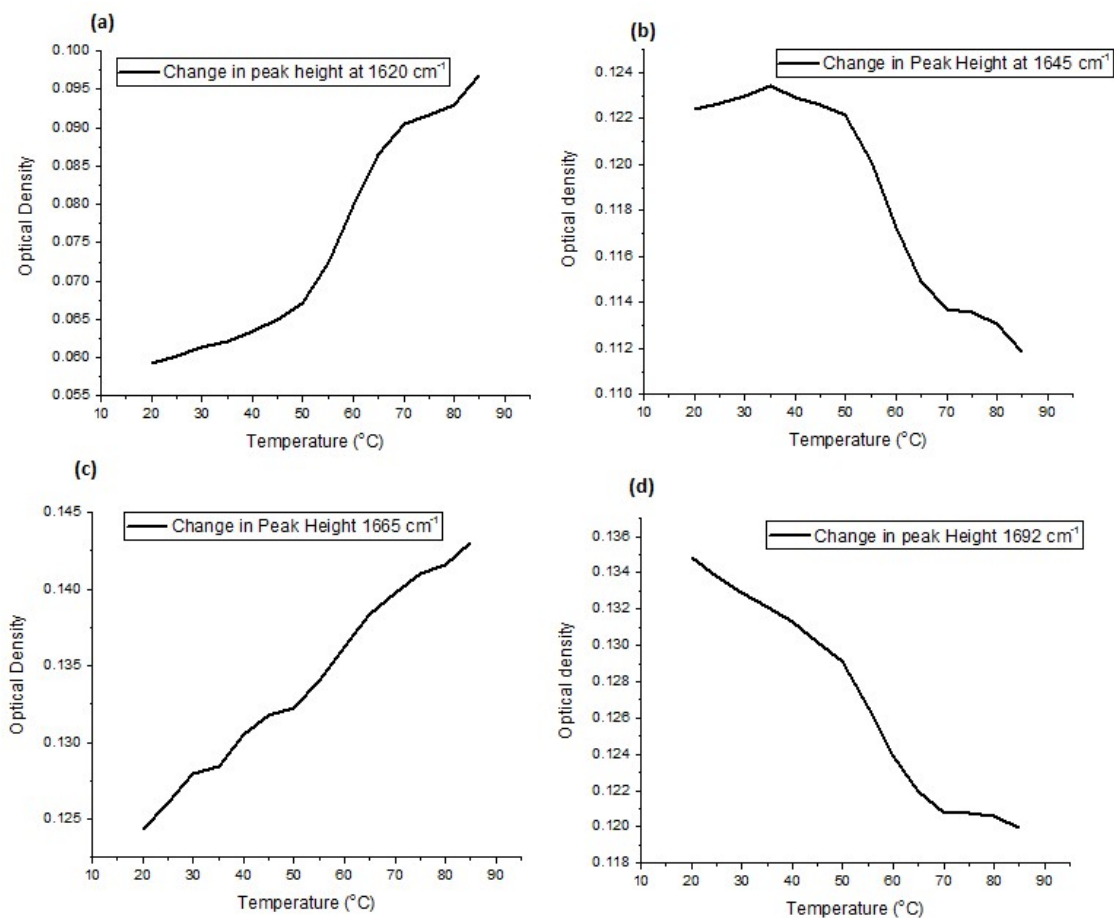 (a)
Change in peak height at 1620 cm⁻¹
0.100
0.095
0.090
0.085
0.080
0.075
0.070
0.065
0.060
0.055
Optical Density
10 20 30 40 50 60 70 80 90
Temperature (°C)
(b)
Change in Peak Height at 1645 cm⁻¹
0.124
0.122
0.120
0.118
0.116
0.114
0.112
0.110
Optical density
10 20 30 40 50 60 70 80 90
Temperature (°C)
(c)
Change in Peak Height 1665 cm⁻¹
0.145
0.140
0.135
0.130
0.125
Optical Density
10 20 30 40 50 60 70 80 90
Temperature (°C)
(d)
Change in peak Height 1692 cm⁻¹
0.136
0.134
0.132
0.130
0.128
0.126
0.124
0.122
0.120
0.118
Optical density
10 20 30 40 50 60 70 80 90
Temperature (°C)